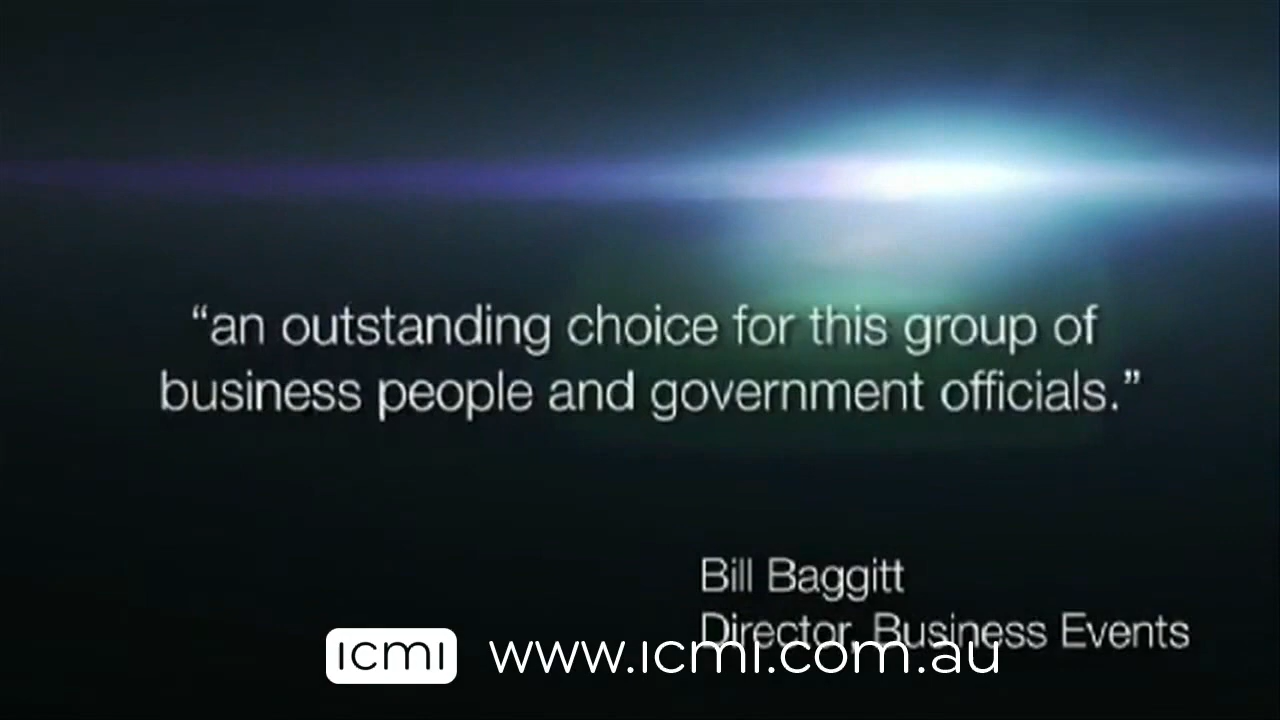 “an outstanding choice for this group of
business people and government officials.”
Bill Baggitt
Director, Business Events
icmi www.icmi.com.au